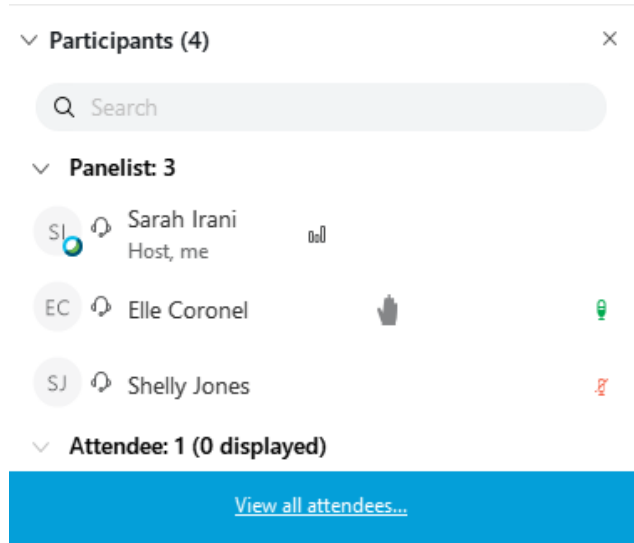 Participants (4)
Search
Panelist: 3
SI
Sarah Irani
Host, me
EC
Elle Coronel
SJ
Shelly Jones
Attendee: 1 (0 displayed)
View all attendees...